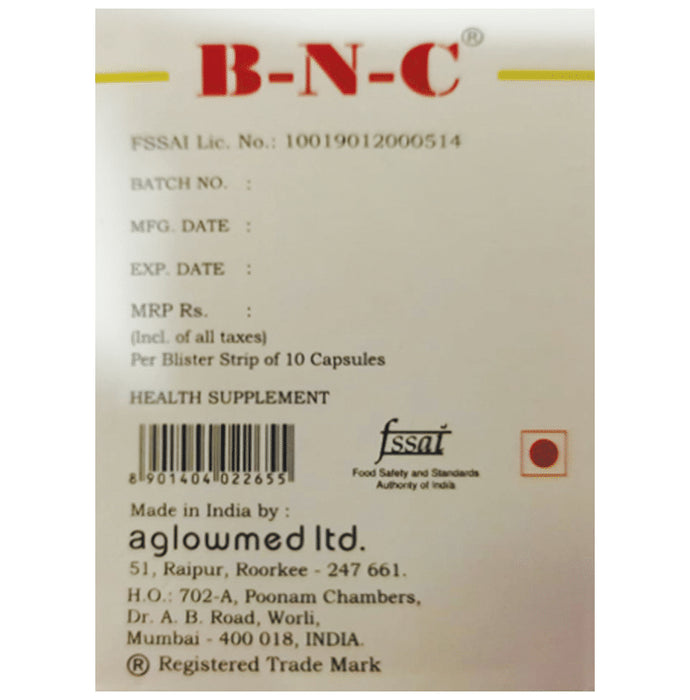 B-N-C®
FSSAI Lic. No.: 10019012000514
BATCH NO. :
MFG. DATE :
EXP. DATE :
MRP Rs. :
(Incl. of all taxes)
Per Blister Strip of 10 Capsules
HEALTH SUPPLEMENT
8 901404 022655
fssai
Food Safety and Standards
Authority of India
Made in India by :
aglowmed ltd.
51, Raipur, Roorkee - 247 661.
H.O.: 702-A, Poonam Chambers,
Dr. A. B. Road, Worli,
Mumbai - 400 018, INDIA.
® Registered Trade Mark